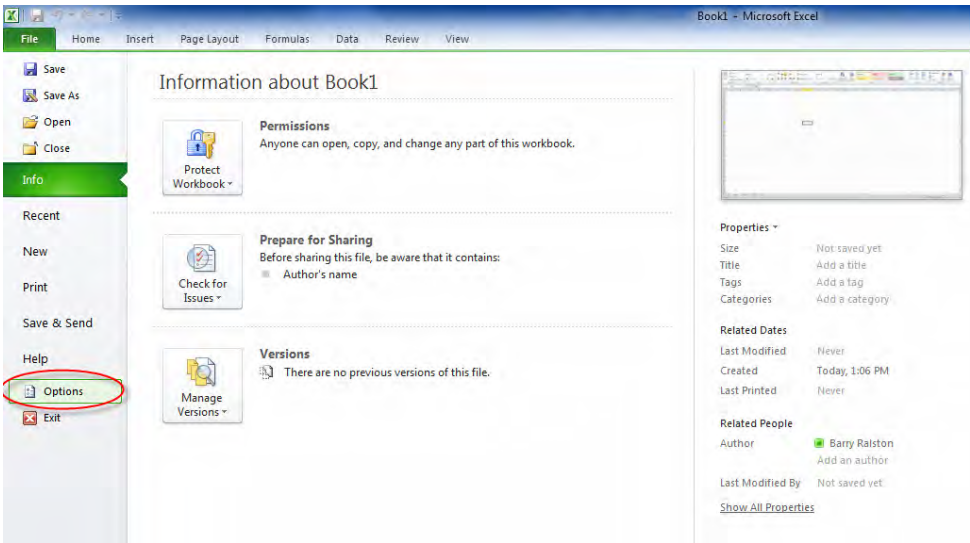 Book1 - Microsoft Excel
File Home Insert Page Layout Formulas Data Review View
Save
Save As
Open
Close
Info
Recent
New
Print
Save & Send
Help
Options
Exit
Information about Book1
Protect
Workbook
Permissions
Anyone can open, copy, and change any part of this workbook.
Check for
Issues
Prepare for Sharing
Before sharing this file, be aware that it contains:
Author's name
Manage
Versions
Versions
There are no previous versions of this file.
Properties
Size Not saved yet
Title Add a title
Tags Add a tag
Categories Add a category
Related Dates
Last Modified Never
Created Today, 1:06 PM
Last Printed Never
Related People
Author Barry Ralston
Add an author
Last Modified By Not saved yet
Show All Properties